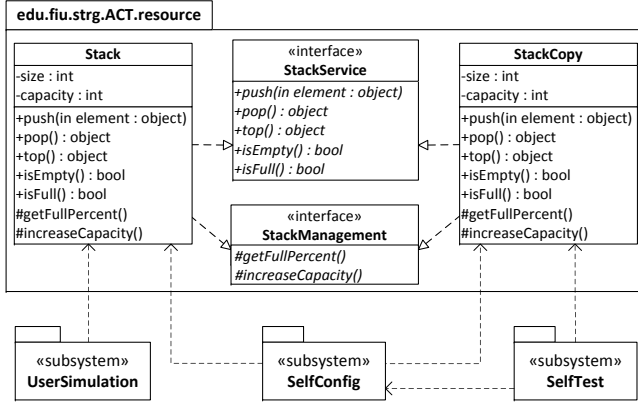 edu.fiu.strg.ACT.resource
Stack
-size : int
-capacity : int
+push(in element : object)
+pop() : object
+top() : object
+isEmpty() : bool
+isFull() : bool
#getFullPercent()
#increaseCapacity()
«interface»
StackService
+push(in element : object)
+pop() : object
+top() : object
+isEmpty() : bool
+isFull() : bool
«interface»
StackManagement
#getFullPercent()
#increaseCapacity()
StackCopy
-size : int
-capacity : int
+push(in element : object)
+pop() : object
+top() : object
+isEmpty() : bool
+isFull() : bool
#getFullPercent()
#increaseCapacity()
«subsystem»
UserSimulation
«subsystem»
SelfConfig
«subsystem»
SelfTest